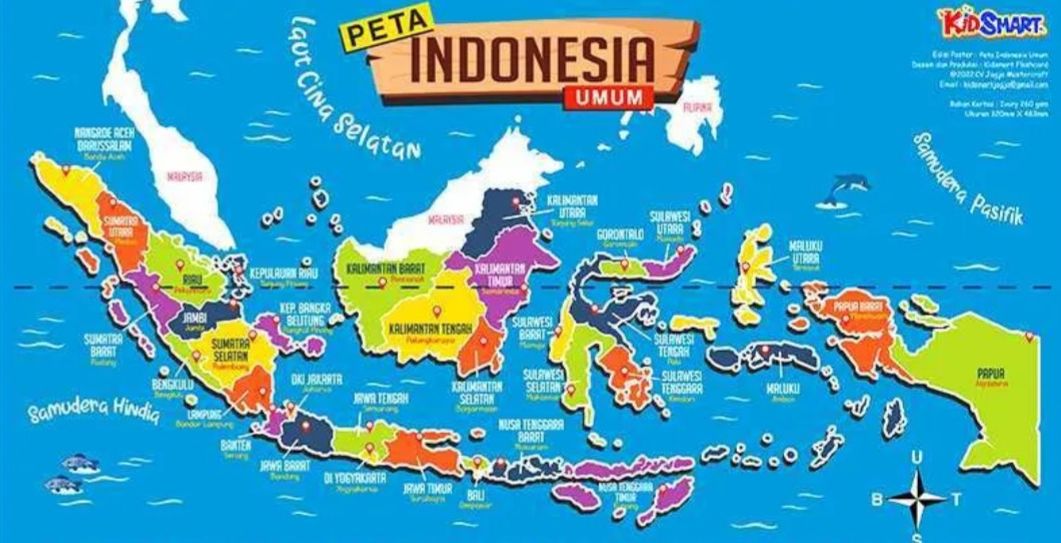 PETA
INDONESIA
UMUM
KIDSMART
Edisi Poster : Peta Indonesia Umum
Desain dan Produksi : Kidsmart Flashcard
©2022 CV Jogja Mastercraft
Email : kidsmartjogja@gmail.com
Bahan Kertas : Ivory 260 gsm
Ukuran 320mm X 483mm
Laut Cina Selatan
FILIPINA
Samudera Pasifik
NANGROE ACEH
DARUSSALAM
Banda Aceh
MALAYSIA
SUMATRA
UTARA
Medan
MALAYSIA
KALIMANTAN
UTARA
Tanjung Selor
SULAWESI
UTARA
Manado
GORONTALO
Gorontalo
MALUKU
UTARA
Ternate
RIAU
Pekanbaru
KEPULAUAN RIAU
Tanjung Pinang
KALIMANTAN BARAT
Pontianak
KALIMANTAN
TIMUR
Samarinda
PAPUA BARAT
Manokwari
JAMBI
Jambi
KEP. BANGKA
BELITUNG
Pangkal Pinang
KALIMANTAN TENGAH
Palangkaraya
SULAWESI
BARAT
Mamuju
SULAWESI
TENGAH
Palu
SUMATRA
BARAT
Padang
SUMATRA
SELATAN
Palembang
BENGKULU
Bengkulu
DKI JAKARTA
Jakarta
KALIMANTAN
SELATAN
Banjarmasin
SULAWESI
SELATAN
Makassar
SULAWESI
TENGGARA
Kendari
MALUKU
Ambon
PAPUA
Jayapura
Samudera Hindia
LAMPUNG
Bandar Lampung
JAWA TENGAH
Semarang
NUSA TENGGARA
BARAT
Mataram
BANTEN
Serang
JAWA BARAT
Bandung
DI YOGYAKARTA
Yogyakarta
JAWA TIMUR
Surabaya
BALI
Denpasar
NUSA TENGGARA
TIMUR
Kupang
U
B T
S